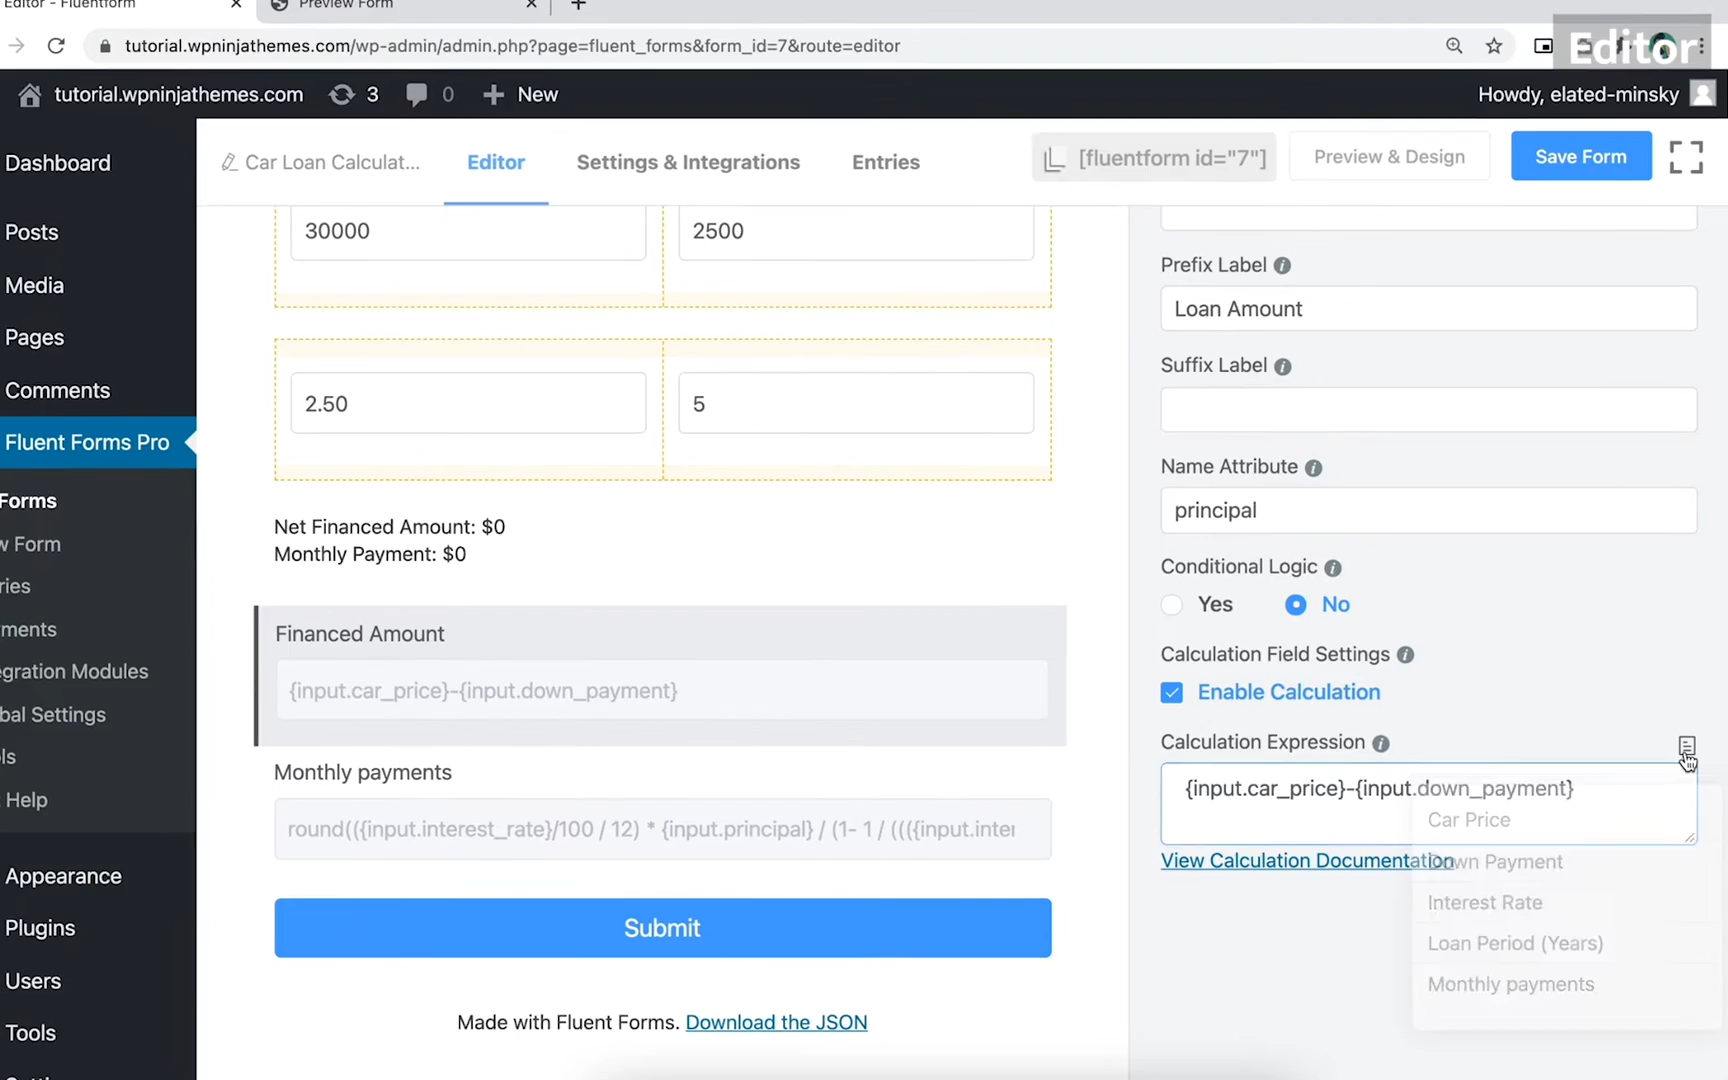 Editor - Fluentform
Preview Form
tutorial.wpninjathemes.com/wp-admin/admin.php?page=fluent_forms&form_id=7&route=editor
Editor
tutorial.wpninjathemes.com
3
0
New
Howdy, elated-minsky
Dashboard
Posts
Media
Pages
Comments
Fluent Forms Pro
Forms
w Form
ries
ments
egration Modules
bal Settings
ls
Help
Appearance
Plugins
Users
Tools
Car Loan Calculat...
Editor
Settings & Integrations
Entries
[fluentform id="7"]
Preview & Design
Save Form
30000
2500
2.50
5
Net Financed Amount: $0
Monthly Payment: $0
Financed Amount
{input.car_price}-{input.down_payment}
Monthly payments
round(({input.interest_rate}/100 / 12) * {input.principal} / (1- 1 / ((({input.inter
Submit
Made with Fluent Forms. Download the JSON
Prefix Label
Loan Amount
Suffix Label
Name Attribute
principal
Conditional Logic
Yes
No
Calculation Field Settings
Enable Calculation
Calculation Expression
{input.car_price}-{input.down_payment}
Car Price
View Calculation Documentation
Down Payment
Interest Rate
Loan Period (Years)
Monthly payments